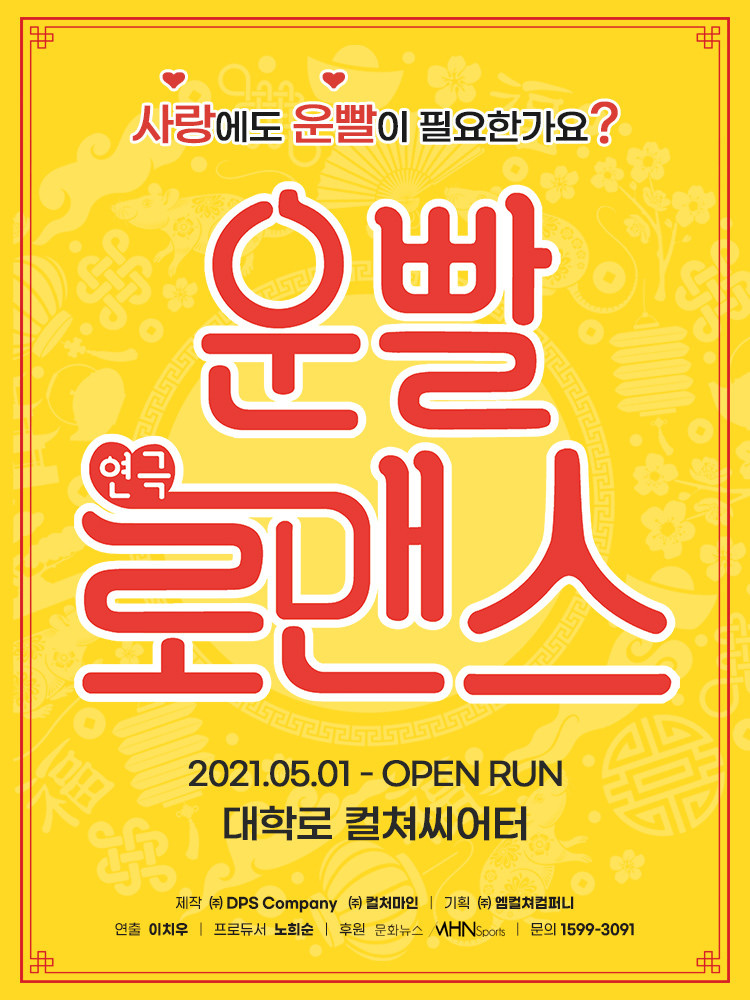 사랑에도 운빨이 필요한가요?
운빨
연극
로맨스
2021.05.01 - OPEN RUN
대학로 컬쳐씨어터
제작 ㈜ DPS Company ㈜ 컬처마인 | 기획 ㈜ 엠컬쳐컴퍼니
연출 이치우 | 프로듀서 노희순 | 후원 문화뉴스 MHN Sports | 문의 1599-3091
福
福